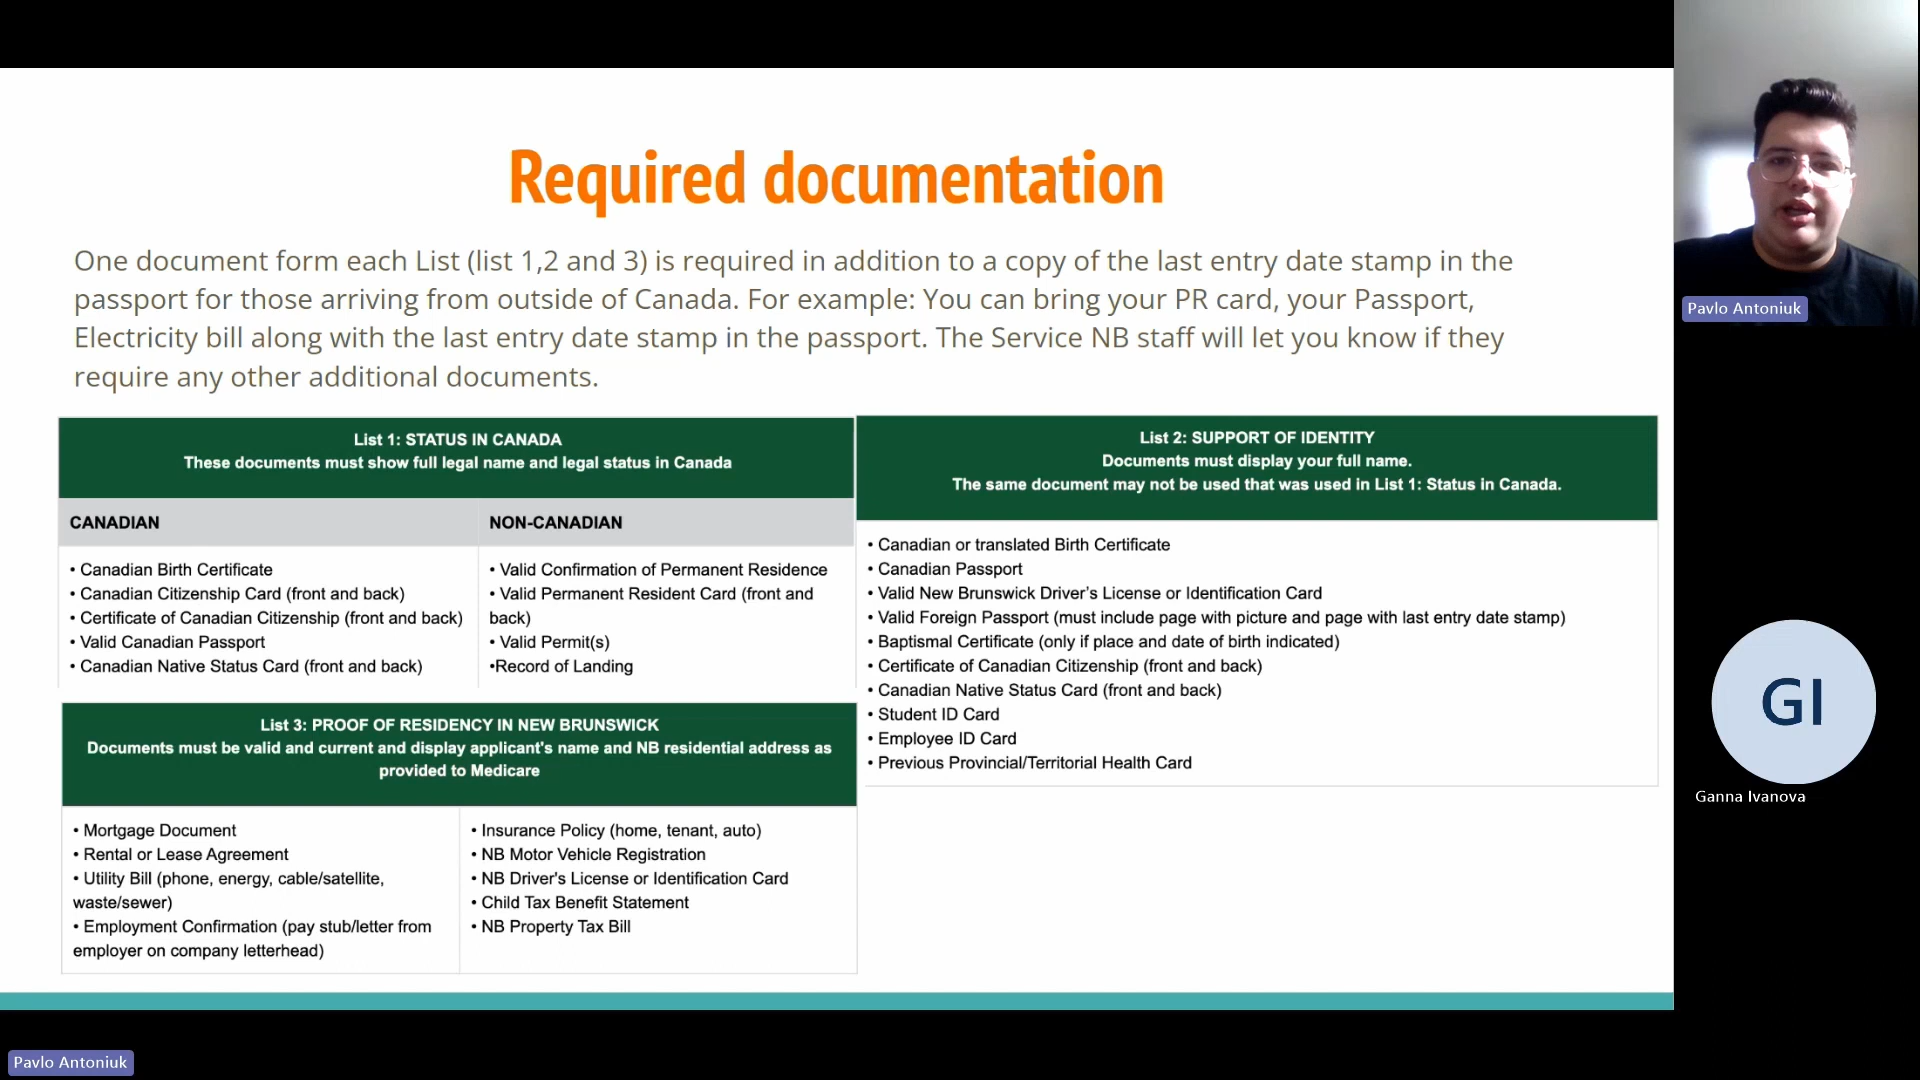 Required documentation
One document form each List (list 1,2 and 3) is required in addition to a copy of the last entry date stamp in the
passport for those arriving from outside of Canada. For example: You can bring your PR card, your Passport,
Electricity bill along with the last entry date stamp in the passport. The Service NB staff will let you know if they
require any other additional documents.
List 1: STATUS IN CANADA
These documents must show full legal name and legal status in Canada
CANADIAN
• Canadian Birth Certificate
• Canadian Citizenship Card (front and back)
• Certificate of Canadian Citizenship (front and back)
• Valid Canadian Passport
• Canadian Native Status Card (front and back)
NON-CANADIAN
• Valid Confirmation of Permanent Residence
• Valid Permanent Resident Card (front and
back)
• Valid Permit(s)
•Record of Landing
List 2: SUPPORT OF IDENTITY
Documents must display your full name.
The same document may not be used that was used in List 1: Status in Canada.
• Canadian or translated Birth Certificate
• Canadian Passport
• Valid New Brunswick Driver's License or Identification Card
• Valid Foreign Passport (must include page with picture and page with last entry date stamp)
• Baptismal Certificate (only if place and date of birth indicated)
• Certificate of Canadian Citizenship (front and back)
• Canadian Native Status Card (front and back)
• Student ID Card
• Employee ID Card
• Previous Provincial/Territorial Health Card
List 3: PROOF OF RESIDENCY IN NEW BRUNSWICK
Documents must be valid and current and display applicant's name and NB residential address as
provided to Medicare
• Mortgage Document
• Rental or Lease Agreement
• Utility Bill (phone, energy, cable/satellite,
waste/sewer)
• Employment Confirmation (pay stub/letter from
employer on company letterhead)
• Insurance Policy (home, tenant, auto)
• NB Motor Vehicle Registration
• NB Driver's License or Identification Card
• Child Tax Benefit Statement
• NB Property Tax Bill
Pavlo Antoniuk
GI
Ganna Ivanova
Pavlo Antoniuk